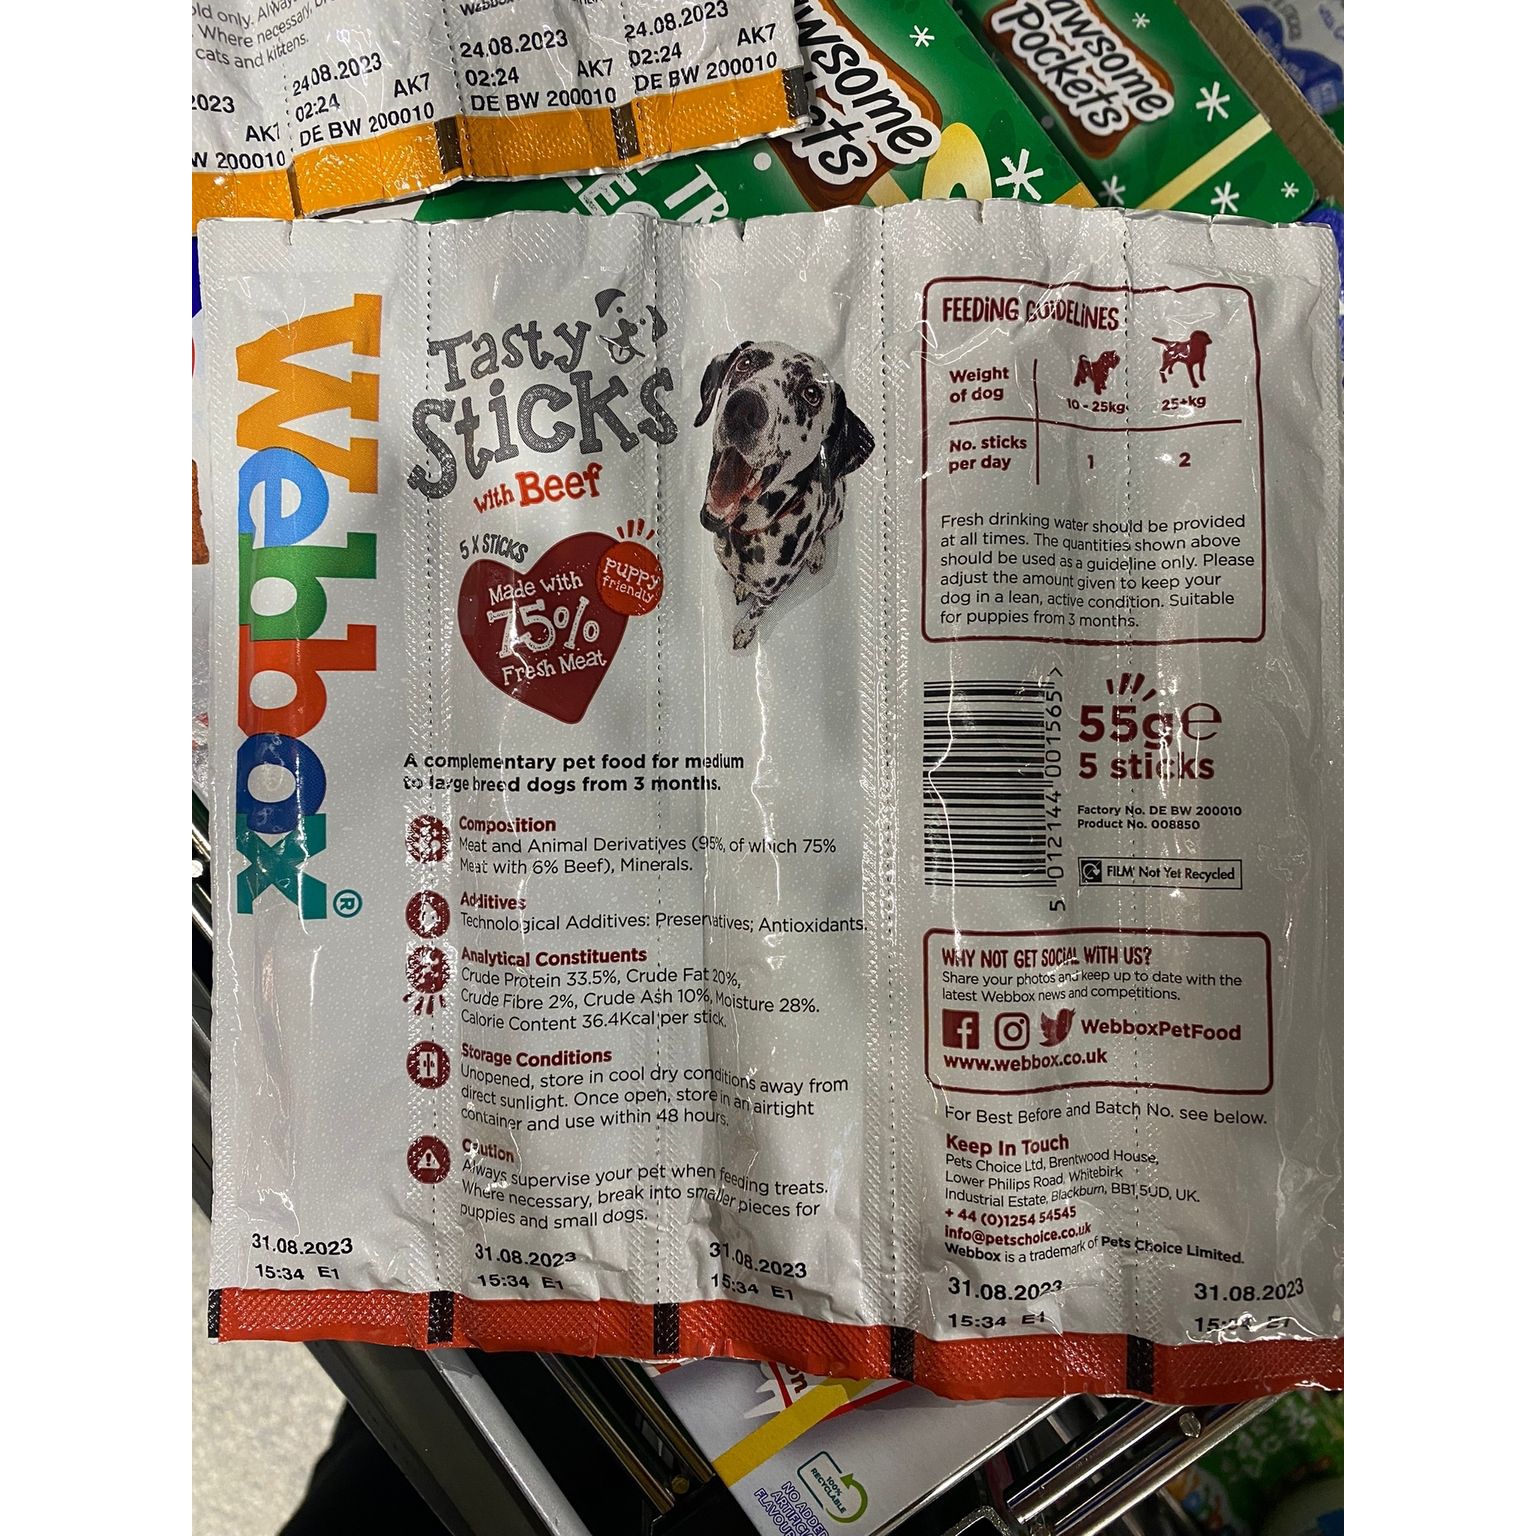 old only. Always
Where necessary,
cats and kittens.
2023
AK7
W 200010
24.08.2023
02:24 AK7
DE BW 200010
24.08.2023
02:24 AK7
DE BW 200010
24.08.2023
02:24 AK7
DE BW 200010
awsome
Pockets
Webbox®
Tasty
Sticks
with Beef
5 X STICKS
Made with
75%
Fresh Meat
puppy
friendly
A complementary pet food for medium
to large breed dogs from 3 months.
Composition
Meat and Animal Derivatives (95%, of which 75%
Meat with 6% Beef), Minerals.
Additives
Technological Additives: Preservatives; Antioxidants.
Analytical Constituents
Crude Protein 33.5%, Crude Fat 20%,
Crude Fibre 2%, Crude Ash 10%, Moisture 28%.
Calorie Content 36.4Kcal per stick.
Storage Conditions
Unopened, store in cool dry conditions away from
direct sunlight. Once open, store in an airtight
container and use within 48 hours.
Caution
Always supervise your pet when feeding treats.
Where necessary, break into smaller pieces for
puppies and small dogs.
FEEDING GUIDELINES
Weight
of dog
10 - 25kg
25+kg
No. sticks
per day
1
2
Fresh drinking water should be provided
at all times. The quantities shown above
should be used as a guideline only. Please
adjust the amount given to keep your
dog in a lean, active condition. Suitable
for puppies from 3 months.
5 012144 001565 >
55g e
5 sticks
Factory No. DE BW 200010
Product No. 008850
FILM Not Yet Recycled
WHY NOT GET SOCIAL WITH US?
Share your photos and keep up to date with the
latest Webbox news and competitions.
WebboxPetFood
www.webbox.co.uk
For Best Before and Batch No. see below.
Keep In Touch
Pets Choice Ltd, Brentwood House,
Lower Philips Road, Whitebirk
Industrial Estate, Blackburn, BB1 5UD, UK.
+ 44 (0)1254 54545
info@petschoice.co.uk
Webbox is a trademark of Pets Choice Limited.
31.08.2023
15:34 E1
31.08.2023
15:34 E1
31.08.2023
15:34 E1
31.08.2023
15:34 E1
31.08.2023
15:34 E1
100%
RECYCLABLE
NO ADDED
ARTIFICIAL
FLAVOUR